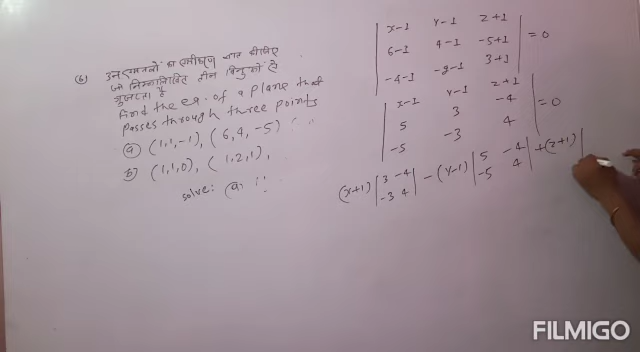 (6) उन समतलों का समीकरण ज्ञात कीजिए
जो निम्नलिखित तीन बिन्दुओं से
गुजरता है
find the eq. of a plane that
passes through three points
(a) (1,1,-1), (6,4,-5)
(b) (1,1,0), (1,2,1),
solve: (a)
| x-1 y-1 z+1 |
| 6-1 4-1 -5+1 | = 0
| -4-1 -2-1 3+1 |
| x-1 y-1 z+1 |
| 5 3 -4 | = 0
| -5 -3 4 |
(x+1) | 3 -4 | - (y-1) | 5 -4 | + (z+1) |
| -3 4 | | -5 4 |
FILMIGO